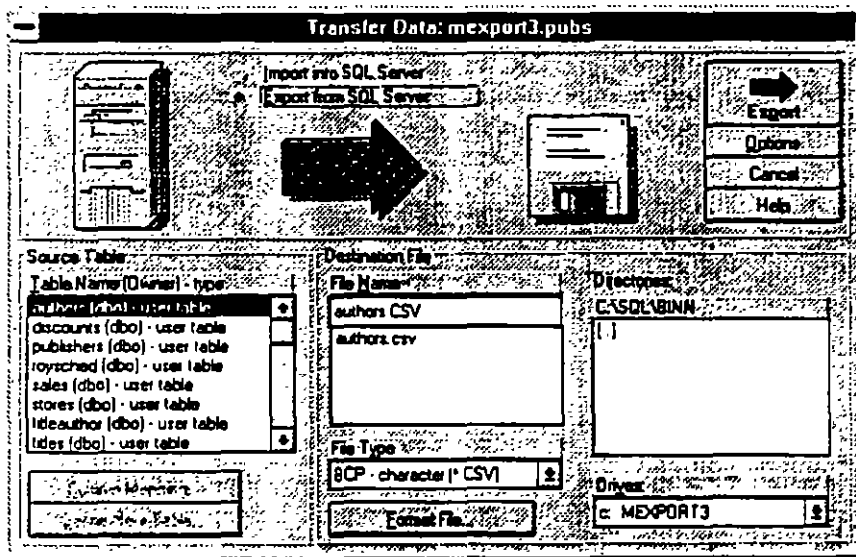 Transfer Data: mexport3.pubs
Import into SQL Server
Export from SQL Server
Export
Options
Cancel
Help
Source Table
Table Name (Owner) - type:
authors (dbo) - user table
discounts (dbo) - user table
publishers (dbo) - user table
roysched (dbo) - user table
sales (dbo) - user table
stores (dbo) - user table
titleauthor (dbo) - user table
titles (dbo) - user table
Destination File
File Name
authors.CSV
authors.csv
File Type
BCP - character (*.CSV)
Format File...
Directories:
C:\SQL\BINN
[..]
Drives:
c: MEXPORT3